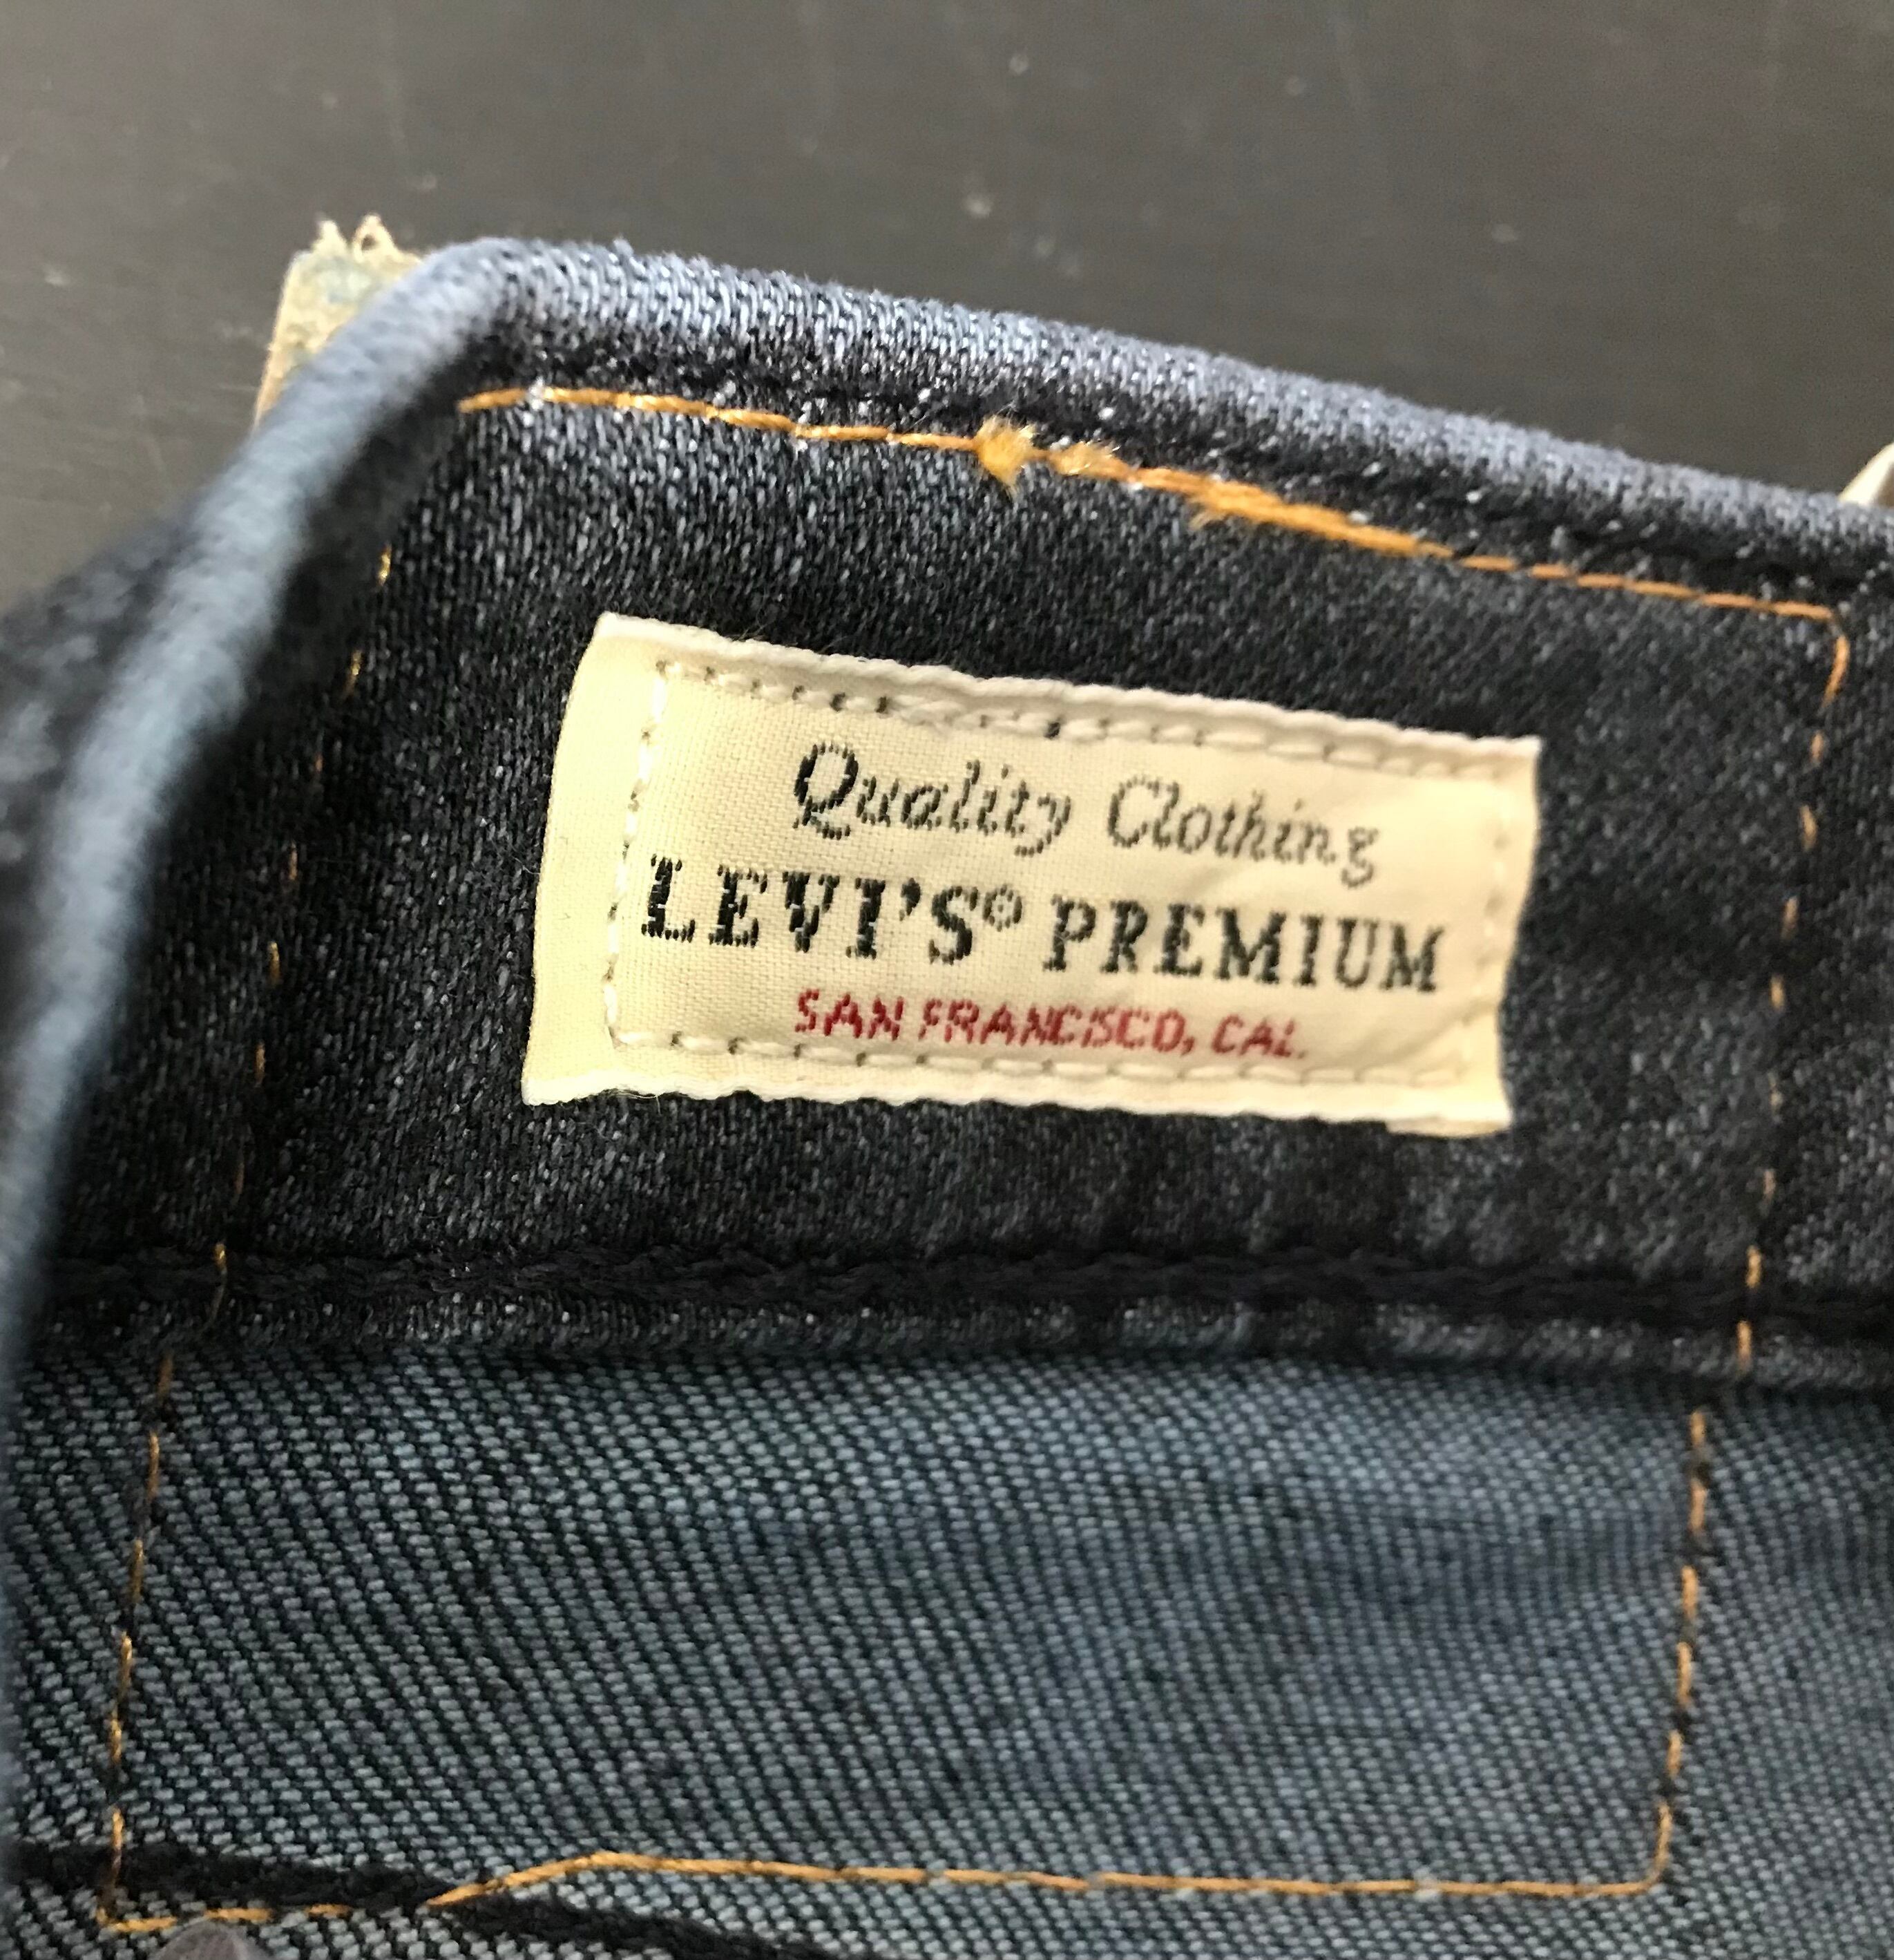 Quality Clothing
LEVI'S® PREMIUM
SAN FRANCISCO, CAL.